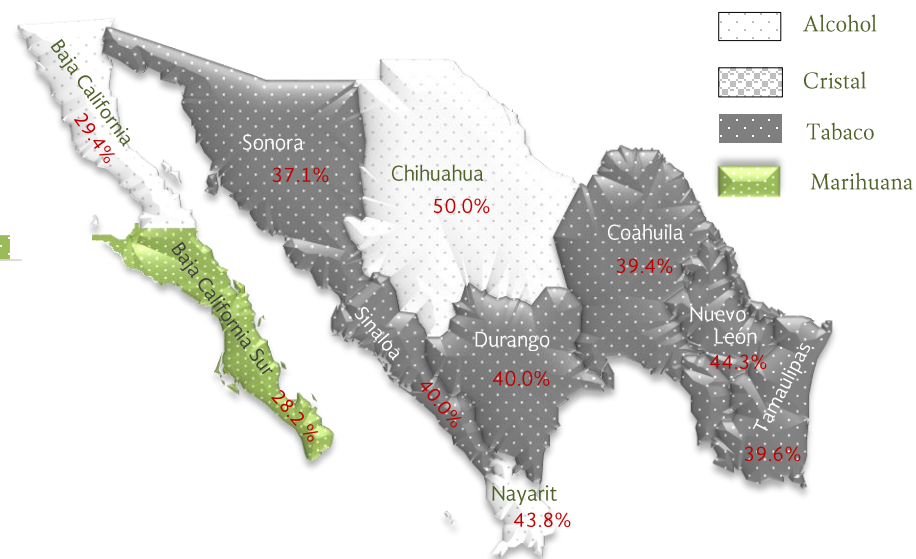 Alcohol
Cristal
Tabaco
Marihuana
Baja California
29.4%
Sonora
37.1%
Chihuahua
50.0%
Coahuila
39.4%
Baja California Sur
28.2%
Sinaloa
40.0%
Durango
40.0%
Nuevo
León
44.3%
Tamaulipas
39.6%
Nayarit
43.8%